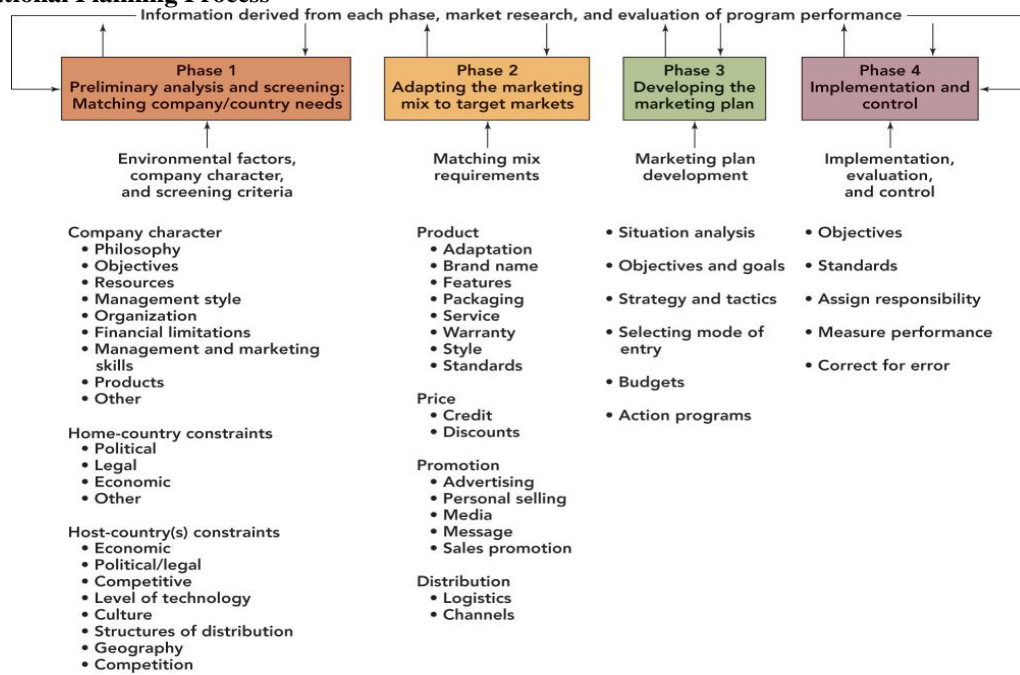 tional Planning Process
Information derived from each phase, market research, and evaluation of program performance
Phase 1
Preliminary analysis and screening:
Matching company/country needs
Phase 2
Adapting the marketing
mix to target markets
Phase 3
Developing the
marketing plan
Phase 4
Implementation and
control
Environmental factors,
company character,
and screening criteria
Matching mix
requirements
Marketing plan
development
Implementation,
evaluation,
and control
Company character
• Philosophy
• Objectives
• Resources
• Management style
• Organization
• Financial limitations
• Management and marketing
skills
• Products
• Other
Home-country constraints
• Political
• Legal
• Economic
• Other
Host-country(s) constraints
• Economic
• Political/legal
• Competitive
• Level of technology
• Culture
• Structures of distribution
• Geography
• Competition
Product
• Adaptation
• Brand name
• Features
• Packaging
• Service
• Warranty
• Style
• Standards
Price
• Credit
• Discounts
Promotion
• Advertising
• Personal selling
• Media
• Message
• Sales promotion
Distribution
• Logistics
• Channels
• Situation analysis
• Objectives and goals
• Strategy and tactics
• Selecting mode of
entry
• Budgets
• Action programs
• Objectives
• Standards
• Assign responsibility
• Measure performance
• Correct for error